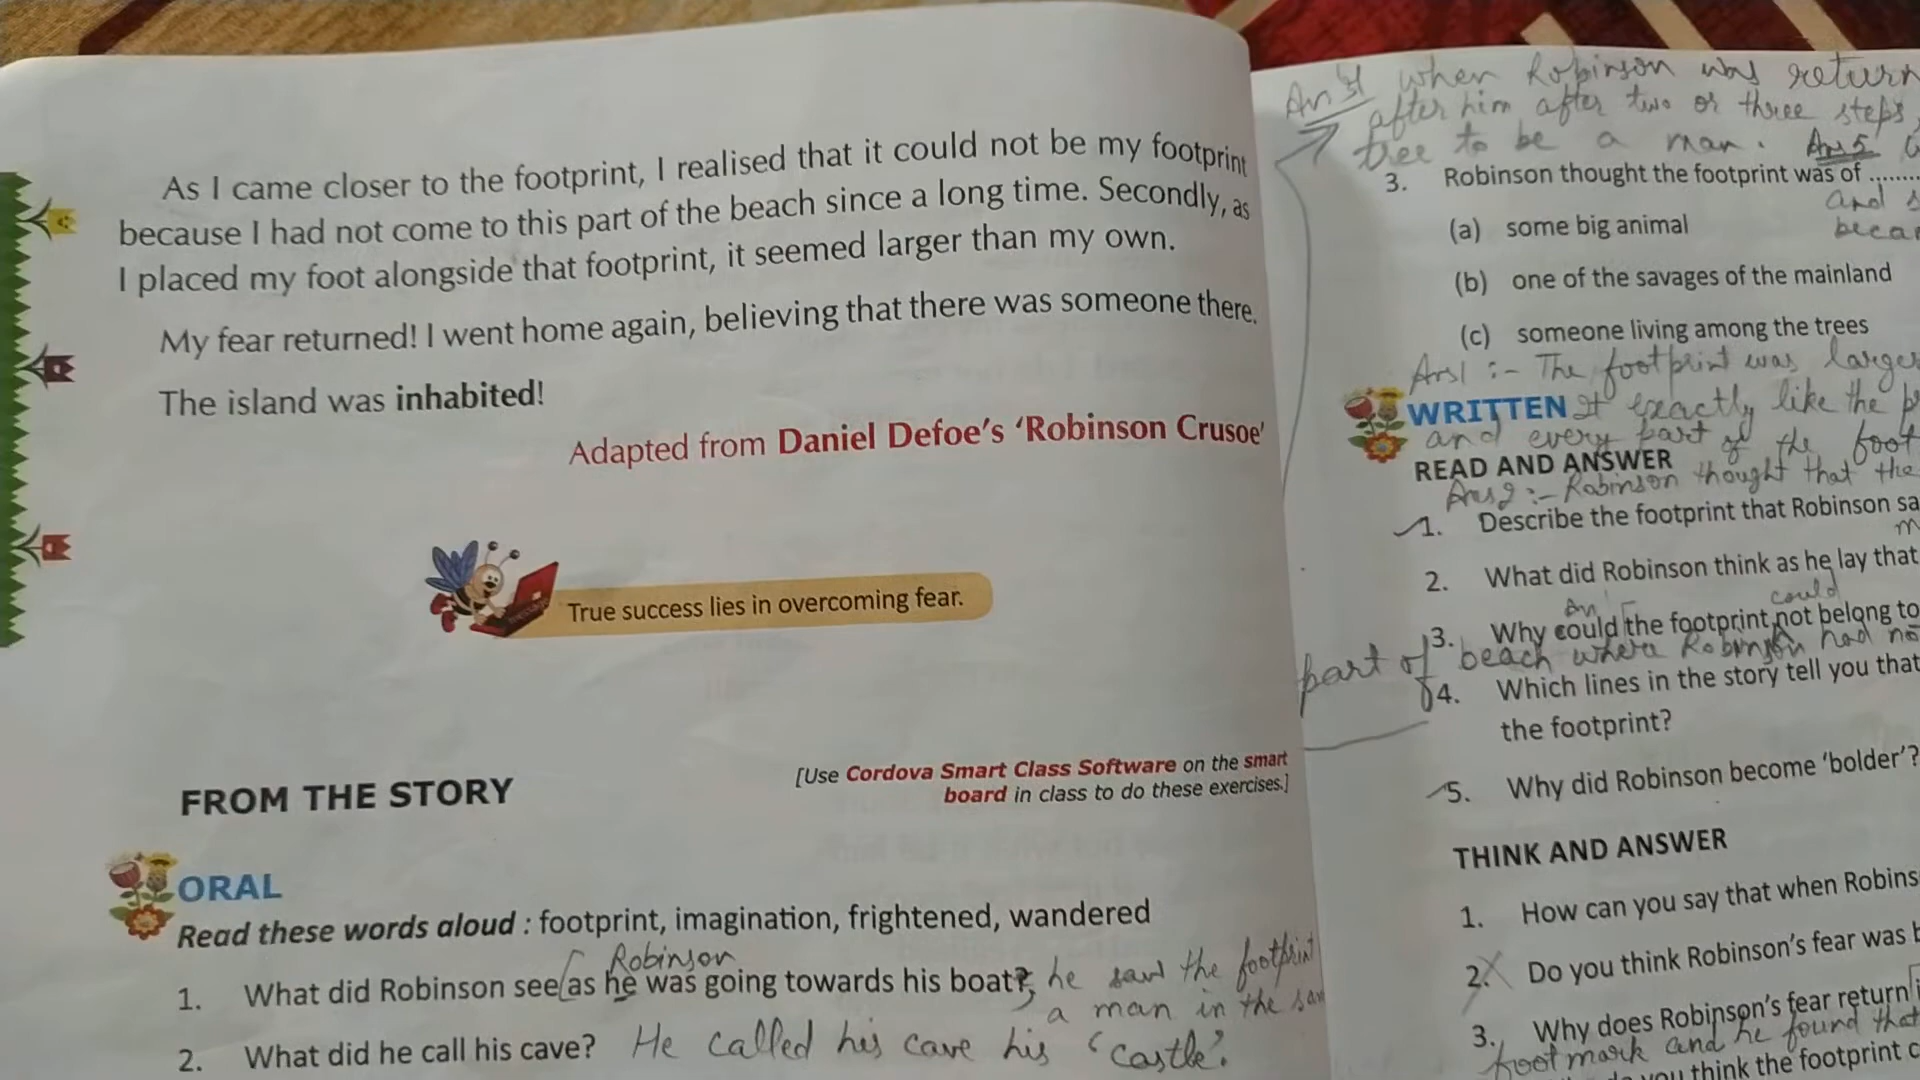 As I came closer to the footprint, I realised that it could not be my footprint
because I had not come to this part of the beach since a long time. Secondly, as
I placed my foot alongside that footprint, it seemed larger than my own.
My fear returned! I went home again, believing that there was someone there.
The island was inhabited!
Adapted from Daniel Defoe's 'Robinson Crusoe'
True success lies in overcoming fear.
[Use Cordova Smart Class Software on the smart
board in class to do these exercises.]
FROM THE STORY
ORAL
Read these words aloud : footprint, imagination, frightened, wandered
Robinson
1. What did Robinson see as he was going towards his boat? he saw the footprint
a man in the
2. What did he call his cave? He called his cave his 'castle'.
when Robinson was return
after him after two or three steps
tree to be a man. Ans 5
3. Robinson thought the footprint was of ........
and
(a) some big animal
(b) one of the savages of the mainland
(c) someone living among the trees
Ans1 :- The footprint was larger
WRITTEN It exactly like the
and every part of the foot
READ AND ANSWER thought that the
Ans2 :- Robinson
1. Describe the footprint that Robinson sa
2. What did Robinson think as he lay that
could
3. Why could the footprint not belong to
part of beach where Robinson had no
4. Which lines in the story tell you that
the footprint?
5. Why did Robinson become 'bolder'?
THINK AND ANSWER
1. How can you say that when Robins
2. Do you think Robinson's fear was
3. Why does Robinson's fear return
foot mark and he found that
you think the footprint c